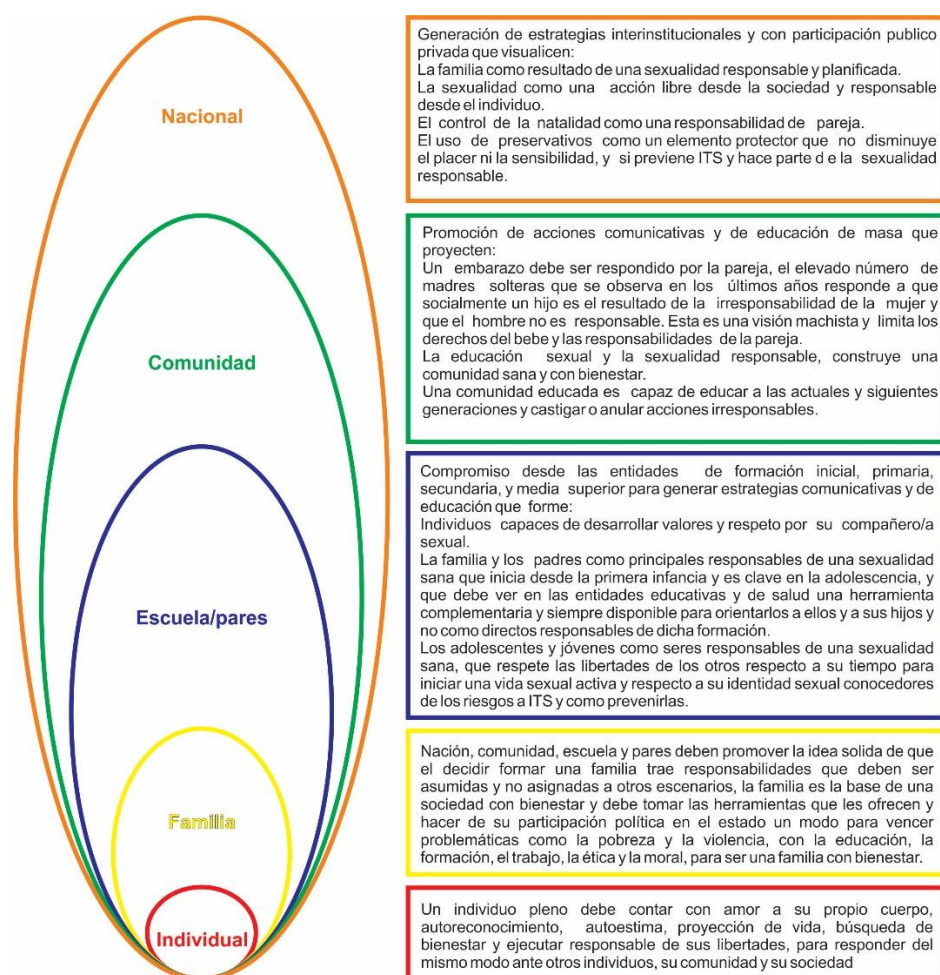 Nacional
Generación de estrategias interinstitucionales y con participación publico
privada que visualicen:
La familia como resultado de una sexualidad responsable y planificada.
La sexualidad como una acción libre desde la sociedad y responsable
desde el individuo.
El control de la natalidad como una responsabilidad de pareja.
El uso de preservativos como un elemento protector que no disminuye
el placer ni la sensibilidad, y si previene ITS y hace parte d e la sexualidad
responsable.
Comunidad
Promoción de acciones comunicativas y de educación de masa que
proyecten:
Un embarazo debe ser respondido por la pareja, el elevado número de
madres solteras que se observa en los últimos años responde a que
socialmente un hijo es el resultado de la irresponsabilidad de la mujer y
que el hombre no es responsable. Esta es una visión machista y limita los
derechos del bebe y las responsabilidades de la pareja.
La educación sexual y la sexualidad responsable, construye una
comunidad sana y con bienestar.
Una comunidad educada es capaz de educar a las actuales y siguientes
generaciones y castigar o anular acciones irresponsables.
Escuela/pares
Compromiso desde las entidades de formación inicial, primaria,
secundaria, y media superior para generar estrategias comunicativas y de
educación que forme:
Individuos capaces de desarrollar valores y respeto por su compañero/a
sexual.
La familia y los padres como principales responsables de una sexualidad
sana que inicia desde la primera infancia y es clave en la adolescencia, y
que debe ver en las entidades educativas y de salud una herramienta
complementaria y siempre disponible para orientarlos a ellos y a sus hijos y
no como directos responsables de dicha formación.
Los adolescentes y jóvenes como seres responsables de una sexualidad
sana, que respete las libertades de los otros respecto a su tiempo para
iniciar una vida sexual activa y respecto a su identidad sexual conocedores
de los riesgos a ITS y como prevenirlas.
Familia
Nación, comunidad, escuela y pares deben promover la idea solida de que
el decidir formar una familia trae responsabilidades que deben ser
asumidas y no asignadas a otros escenarios, la familia es la base de una
sociedad con bienestar y debe tomar las herramientas que les ofrecen y
hacer de su participación política en el estado un modo para vencer
problemáticas como la pobreza y la violencia, con la educación, la
formación, el trabajo, la ética y la moral, para ser una familia con bienestar.
Individual
Un individuo pleno debe contar con amor a su propio cuerpo,
autoreconocimiento, autoestima, proyección de vida, búsqueda de
bienestar y ejecutar responsable de sus libertades, para responder del
mismo modo ante otros individuos, su comunidad y su sociedad